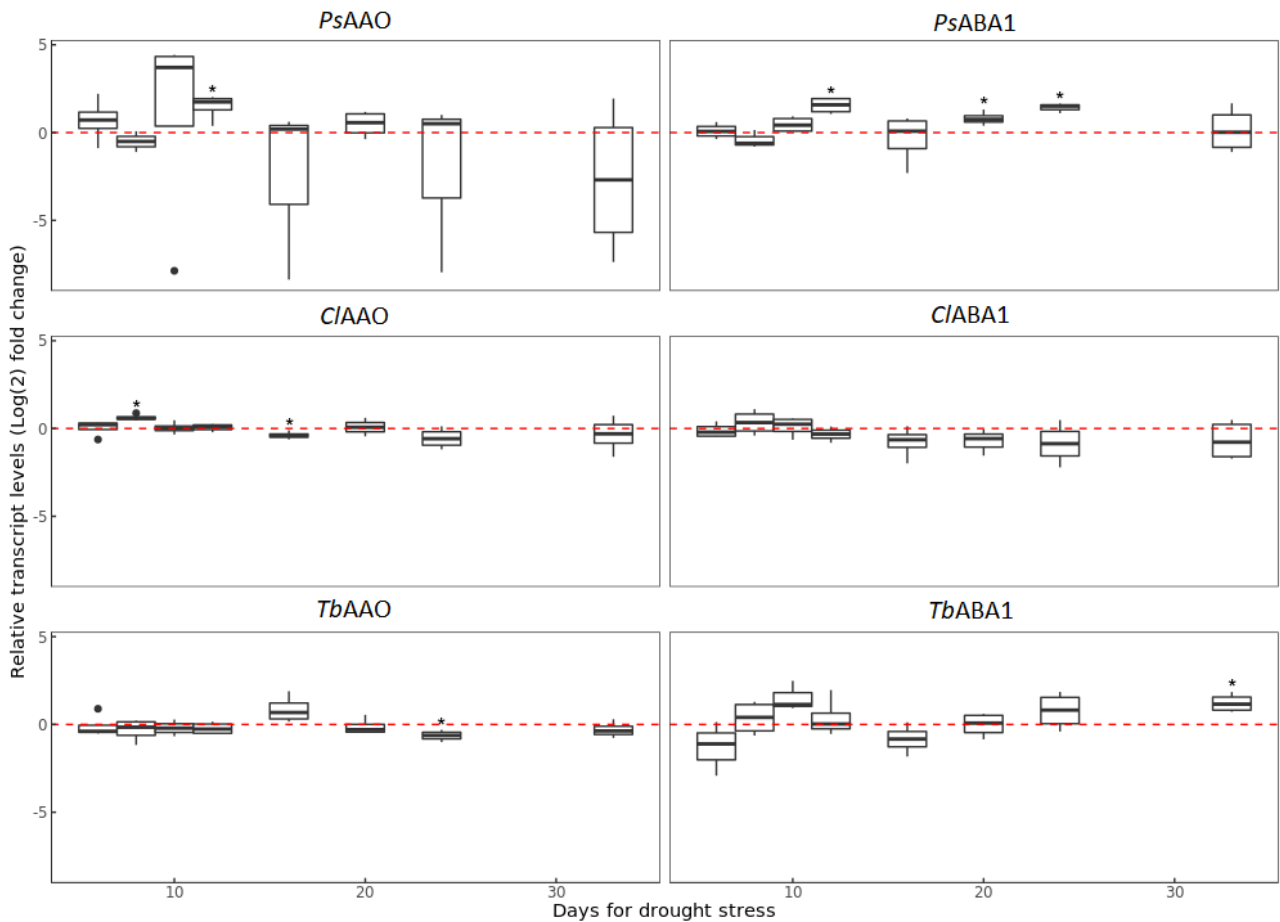 PsAAO
PsABA1
5
0
-5
*
*
*
*
ClAAO
ClABA1
5
0
-5
*
*
TbAAO
TbABA1
5
0
-5
*
*
10
20
30
10
20
30
Relative transcript levels (Log(2) fold change)
Days for drought stress